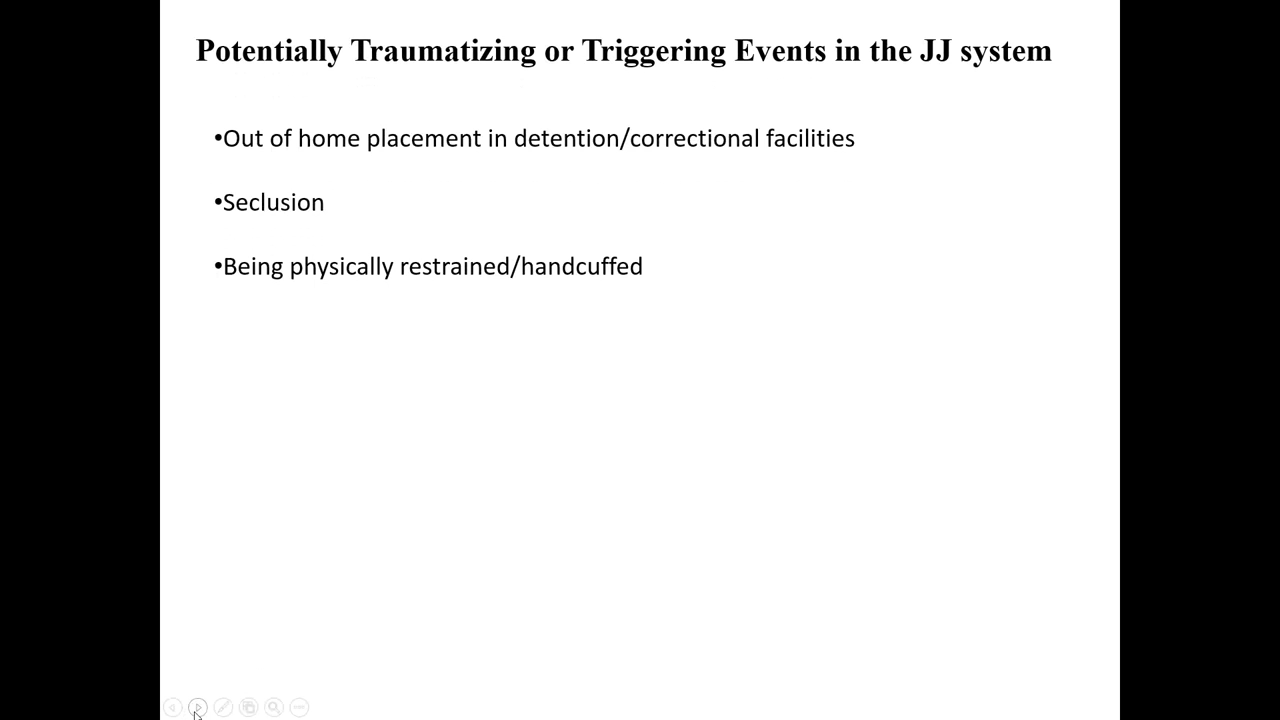 Potentially Traumatizing or Triggering Events in the JJ system
•Out of home placement in detention/correctional facilities
•Seclusion
•Being physically restrained/handcuffed